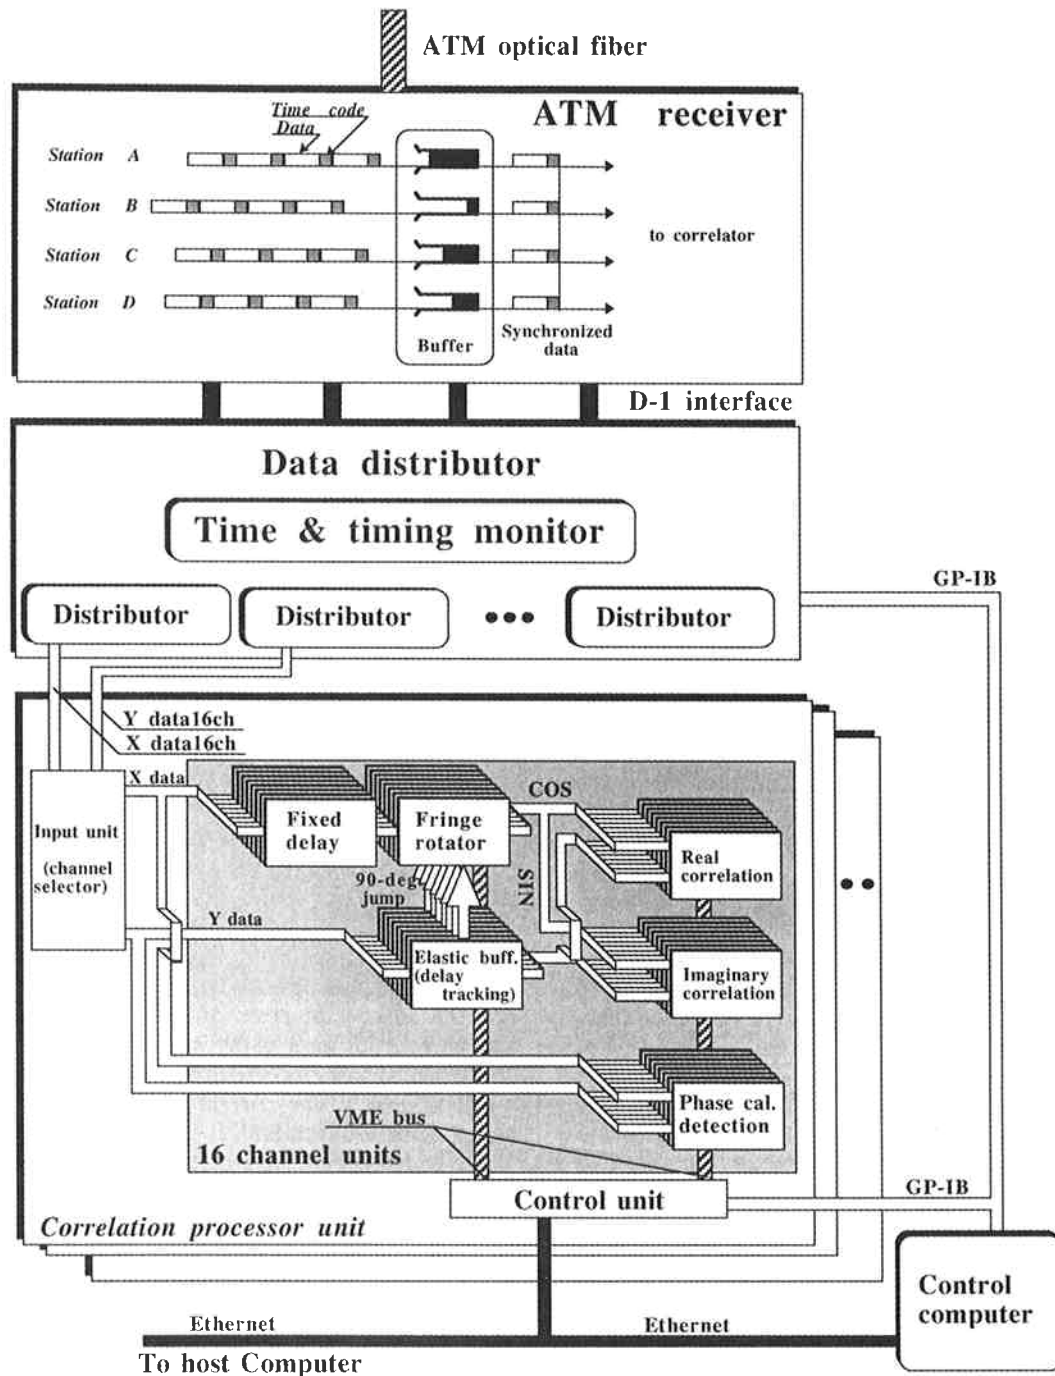 ATM optical fiber
ATM receiver
Time code
Data
Station A
Station B
Station C
Station D
to correlator
Buffer
Synchronized
data
D-1 interface
Data distributor
Time & timing monitor
GP-IB
Distributor
Distributor
•••
Distributor
Y data16ch
X data16ch
X data
Input unit
(channel
selector)
Fixed
delay
Fringe
rotator
COS
SIN
Real
correlation
90-deg
jump
Y data
Elastic buff.
(delay
tracking)
Imaginary
correlation
••
Phase cal.
detection
VME bus
16 channel units
Control unit
GP-IB
Correlation processor unit
Control
computer
Ethernet
Ethernet
To host Computer